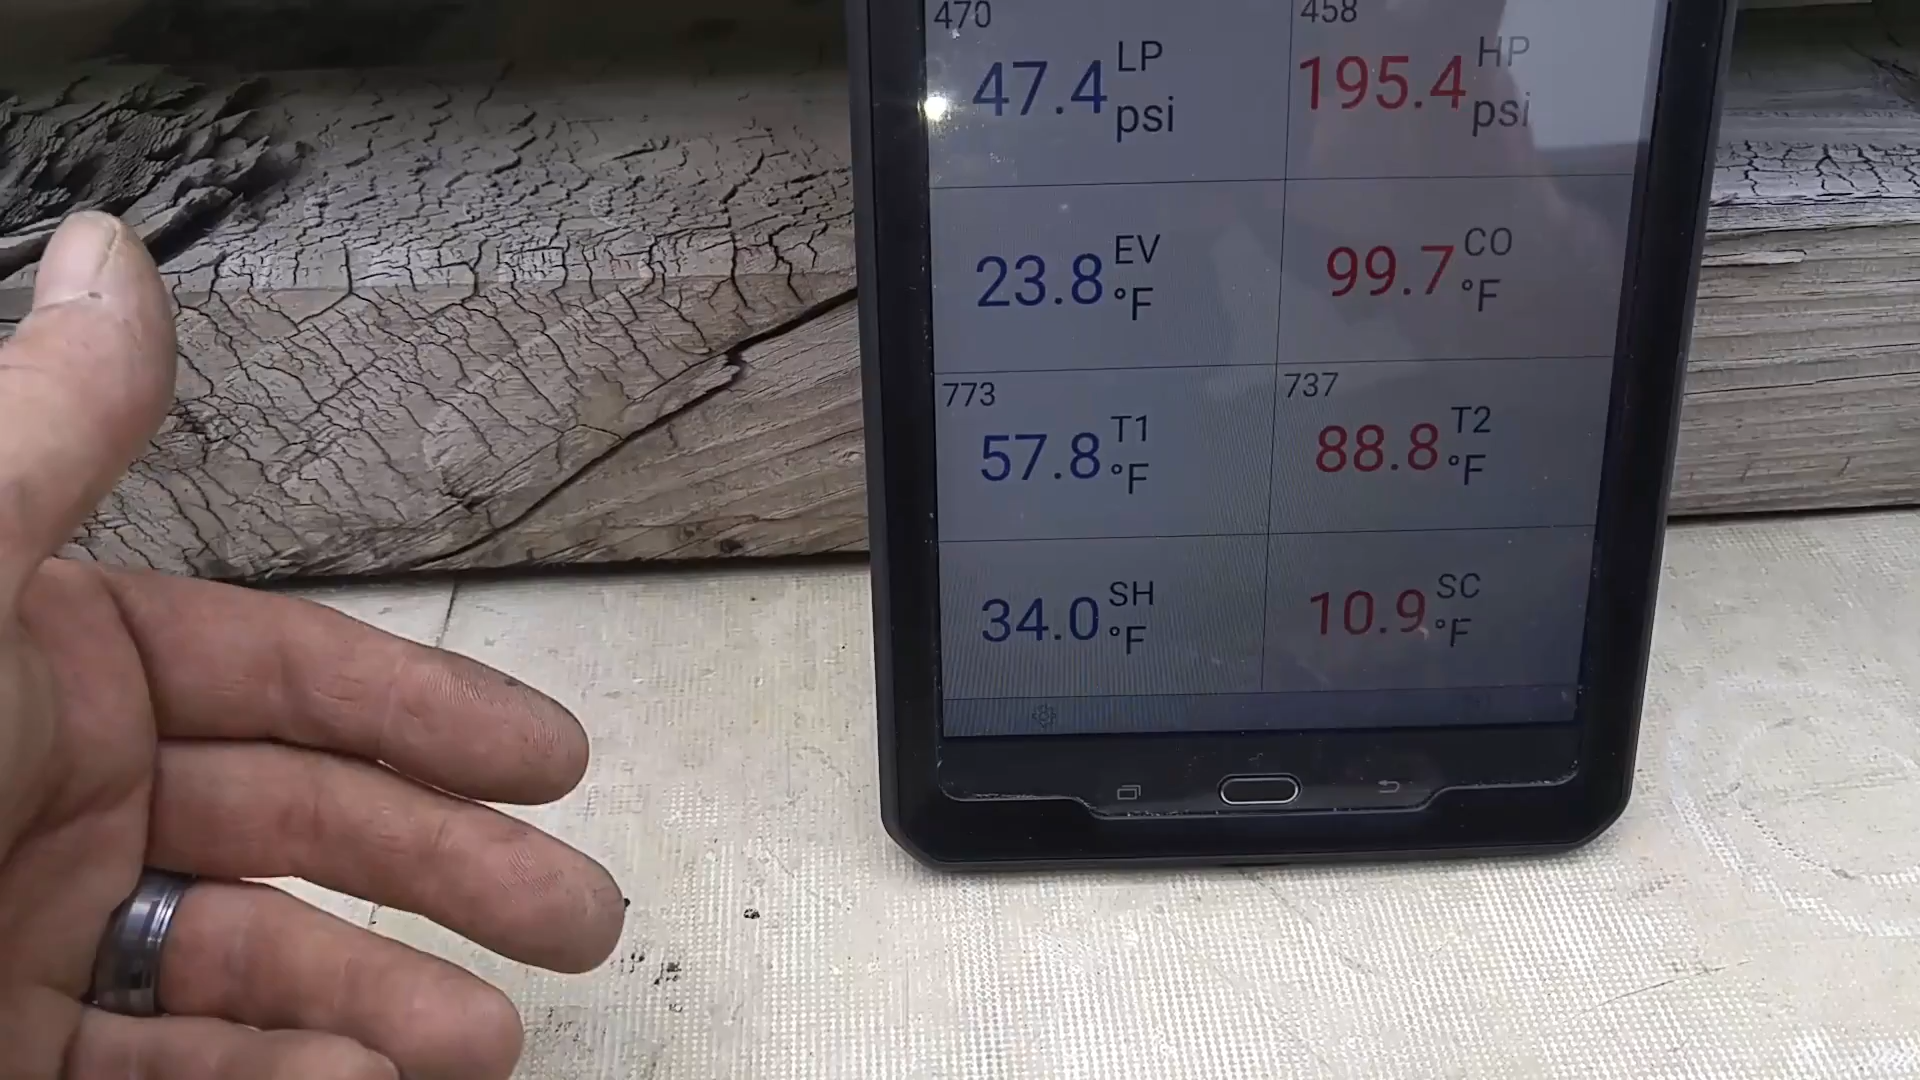 470
47.4 LP psi
458
195.4 HP psi
23.8 EV °F
99.7 CO °F
773
57.8 T1 °F
737
88.8 T2 °F
34.0 SH °F
10.9 SC °F